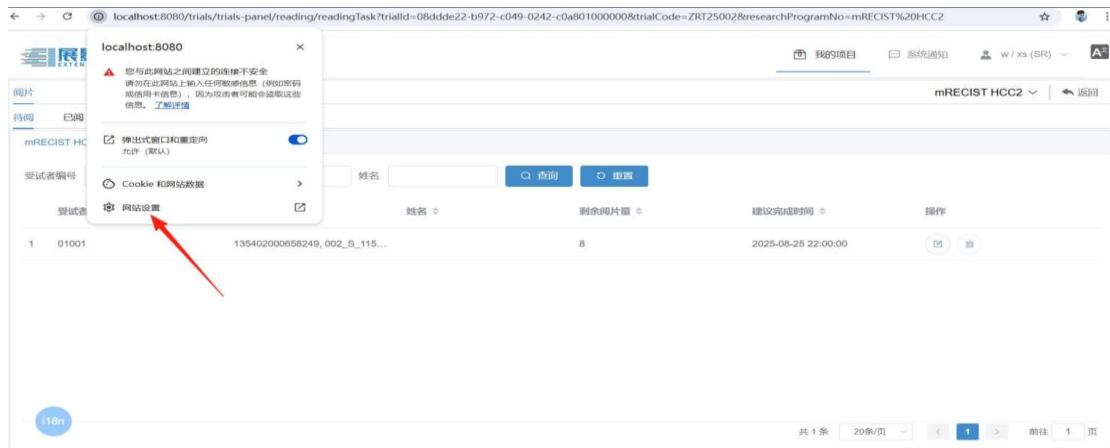 localhost:8080/trials/trials-panel/reading/readingTask?trialId=08ddde22-b972-c049-0242-c0a801000000&trialCode=ZRT25002&researchProgramNo=mRECIST%20HCC2
localhost:8080
展
EXTEN
我的项目
系统通知
w / xs (SR)
A
您与此网站之间建立的连接不安全
请勿在此网站上输入任何敏感信息（例如密码
或信用卡信息），因为攻击者可能会盗取这些
信息。 了解详情
阅片
mRECIST HCC2
返回
待阅
已阅
mRECIST HC
弹出式窗口和重定向
允许（默认）
受试者编号
姓名
查询
重置
Cookie 和网站数据
网站设置
受试者
姓名
剩余阅片量
建议完成时间
操作
1
01001
135402000658249, 002_S_115...
8
2025-08-25 22:00:00
i18n
共 1 条
20条/页
1
前往
1
页